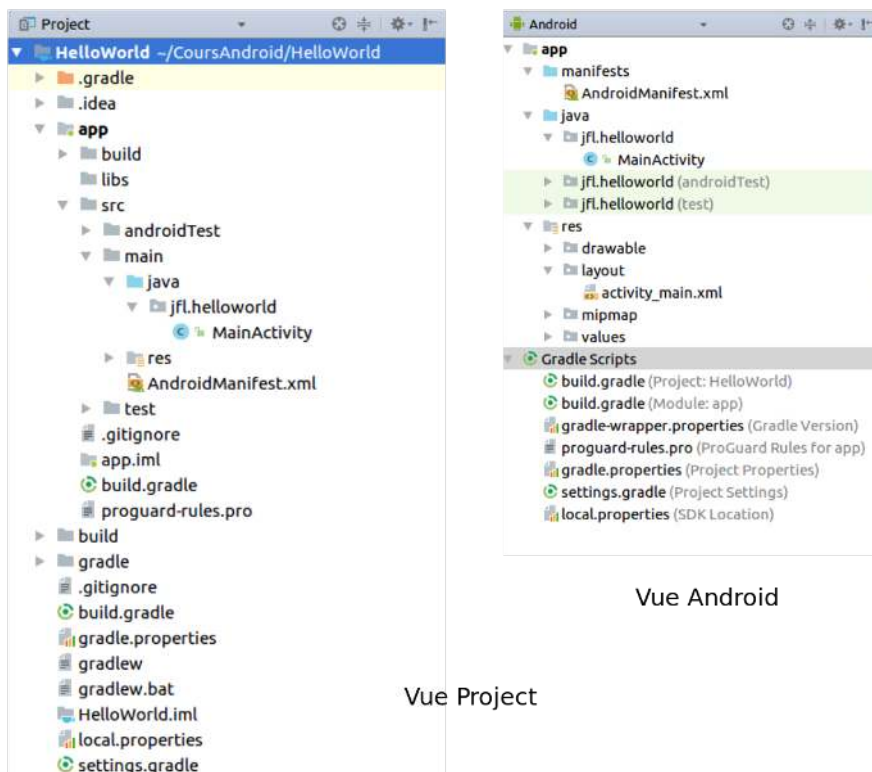 Project
HelloWorld ~/CoursAndroid/HelloWorld
.gradle
.idea
app
build
libs
src
androidTest
main
java
jfl.helloworld
MainActivity
res
AndroidManifest.xml
test
.gitignore
app.iml
build.gradle
proguard-rules.pro
build
gradle
.gitignore
build.gradle
gradle.properties
gradlew
gradlew.bat
HelloWorld.iml
local.properties
settings.gradle
Android
app
manifests
AndroidManifest.xml
java
jfl.helloworld
MainActivity
jfl.helloworld (androidTest)
jfl.helloworld (test)
res
drawable
layout
activity_main.xml
mipmap
values
Gradle Scripts
build.gradle (Project: HelloWorld)
build.gradle (Module: app)
gradle-wrapper.properties (Gradle Version)
proguard-rules.pro (ProGuard Rules for app)
gradle.properties (Project Properties)
settings.gradle (Project Settings)
local.properties (SDK Location)
Vue Android
Vue Project